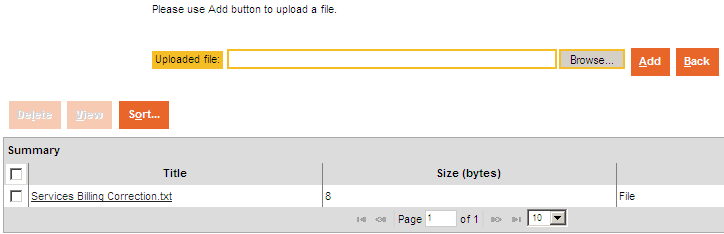 Please use Add button to upload a file.
Uploaded file: Browse... Add Back
Delete View Sort...
Summary
Title Size (bytes)
Services Billing Correction.txt 8 File
Page 1 of 1 10